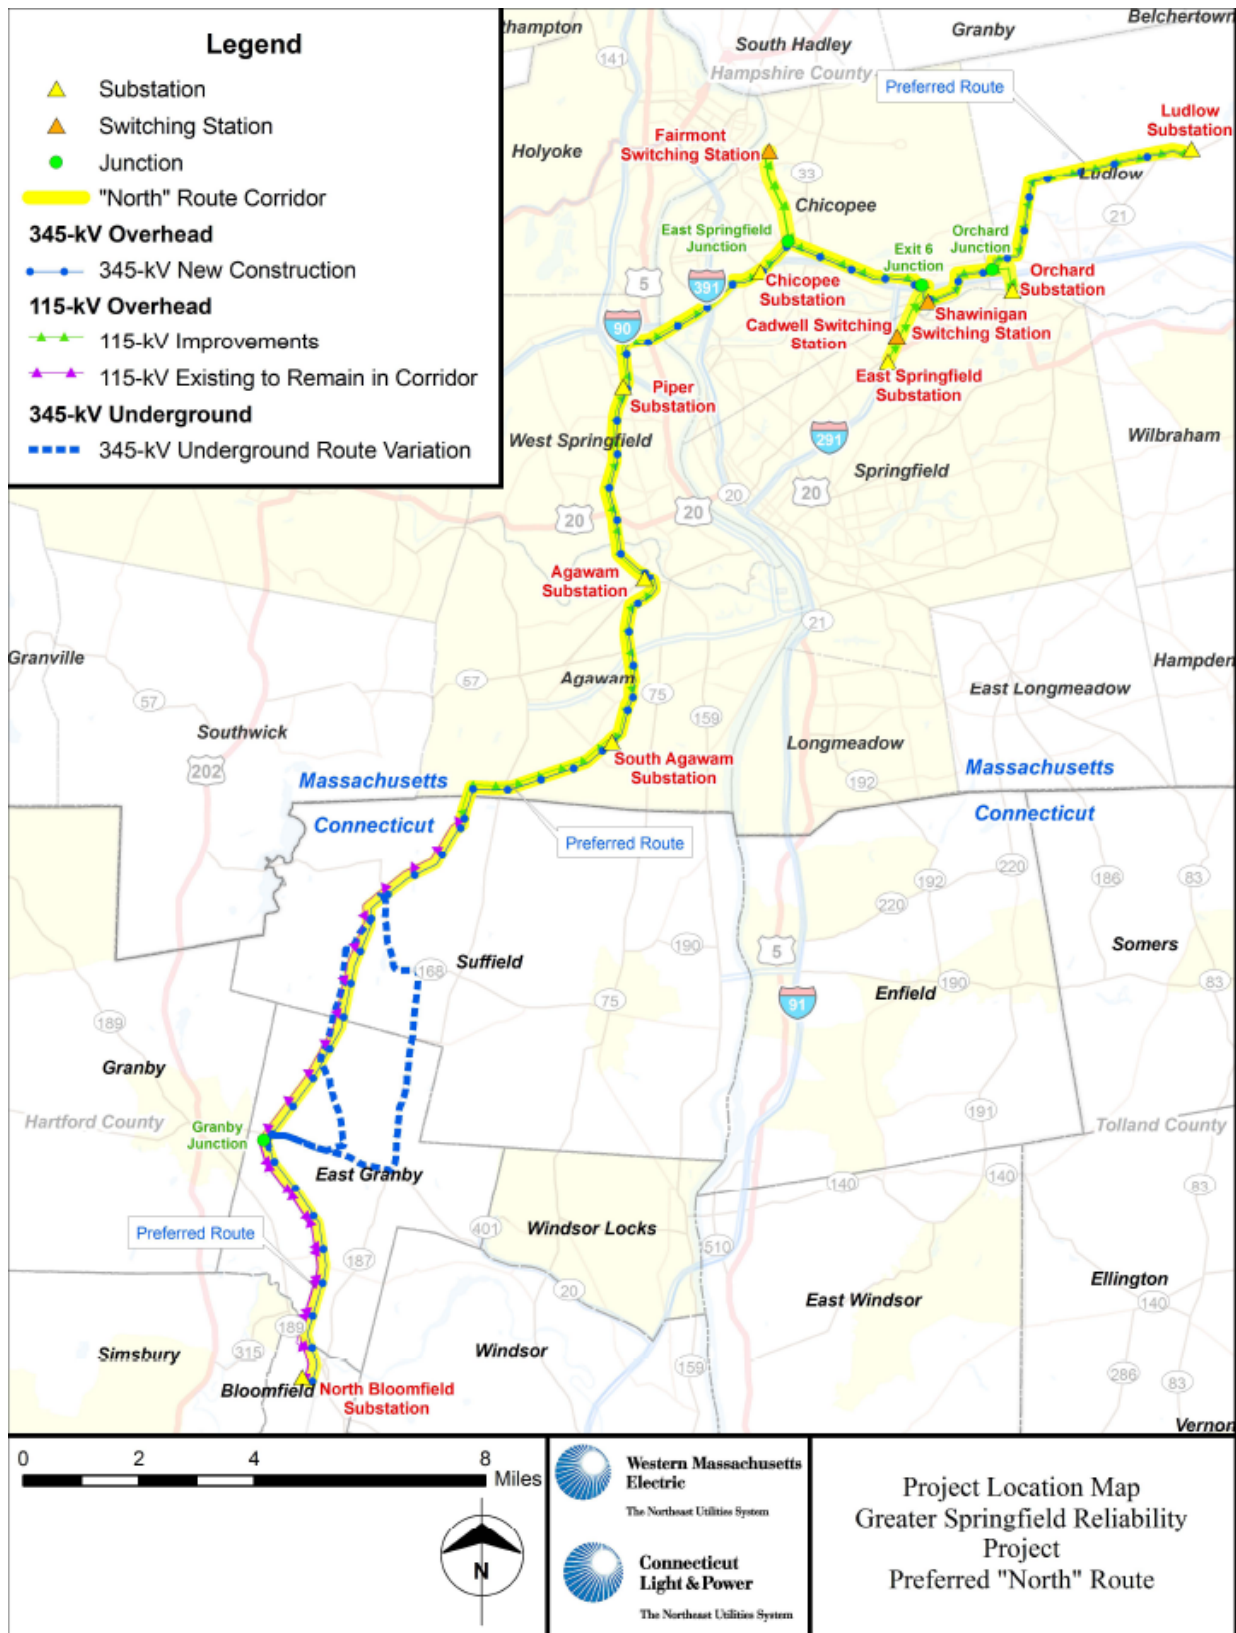 Legend
Substation
Switching Station
Junction
"North" Route Corridor
345-kV Overhead
345-kV New Construction
115-kV Overhead
115-kV Improvements
115-kV Existing to Remain in Corridor
345-kV Underground
345-kV Underground Route Variation
thampton
Belchertown
Granby
South Hadley
Hampshire County
141
Preferred Route
Ludlow
Substation
Fairmont
Switching Station
Holyoke
33
Ludlow
Chicopee
21
East Springfield
Junction
Orchard
Junction
Exit 6
Junction
5
391
Chicopee
Substation
Orchard
Substation
90
Cadwell Switching
Station
Shawinigan
Switching Station
East Springfield
Substation
Piper
Substation
West Springfield
291
Wilbraham
Springfield
20
20
20
20
Agawam
Substation
21
Granville
Hampden
Agawam
57
75
East Longmeadow
57
159
Southwick
Longmeadow
202
South Agawam
Substation
192
Massachusetts
Massachusetts
Connecticut
Connecticut
Preferred Route
220
192
186
83
220
190
Somers
5
Suffield
168
190
83
Enfield
75
91
189
Granby
191
Hartford County
Tolland County
Granby
Junction
East Granby
140
140
83
Preferred Route
401
Windsor Locks
510
187
Ellington
20
East Windsor
140
189
Simsbury
315
Windsor
159
286
83
Bloomfield
North Bloomfield
Substation
Vernon
0 2 4 8
Miles
N
Western Massachusetts
Electric
The Northeast Utilities System
Connecticut
Light & Power
The Northeast Utilities System
Project Location Map
Greater Springfield Reliability
Project
Preferred "North" Route